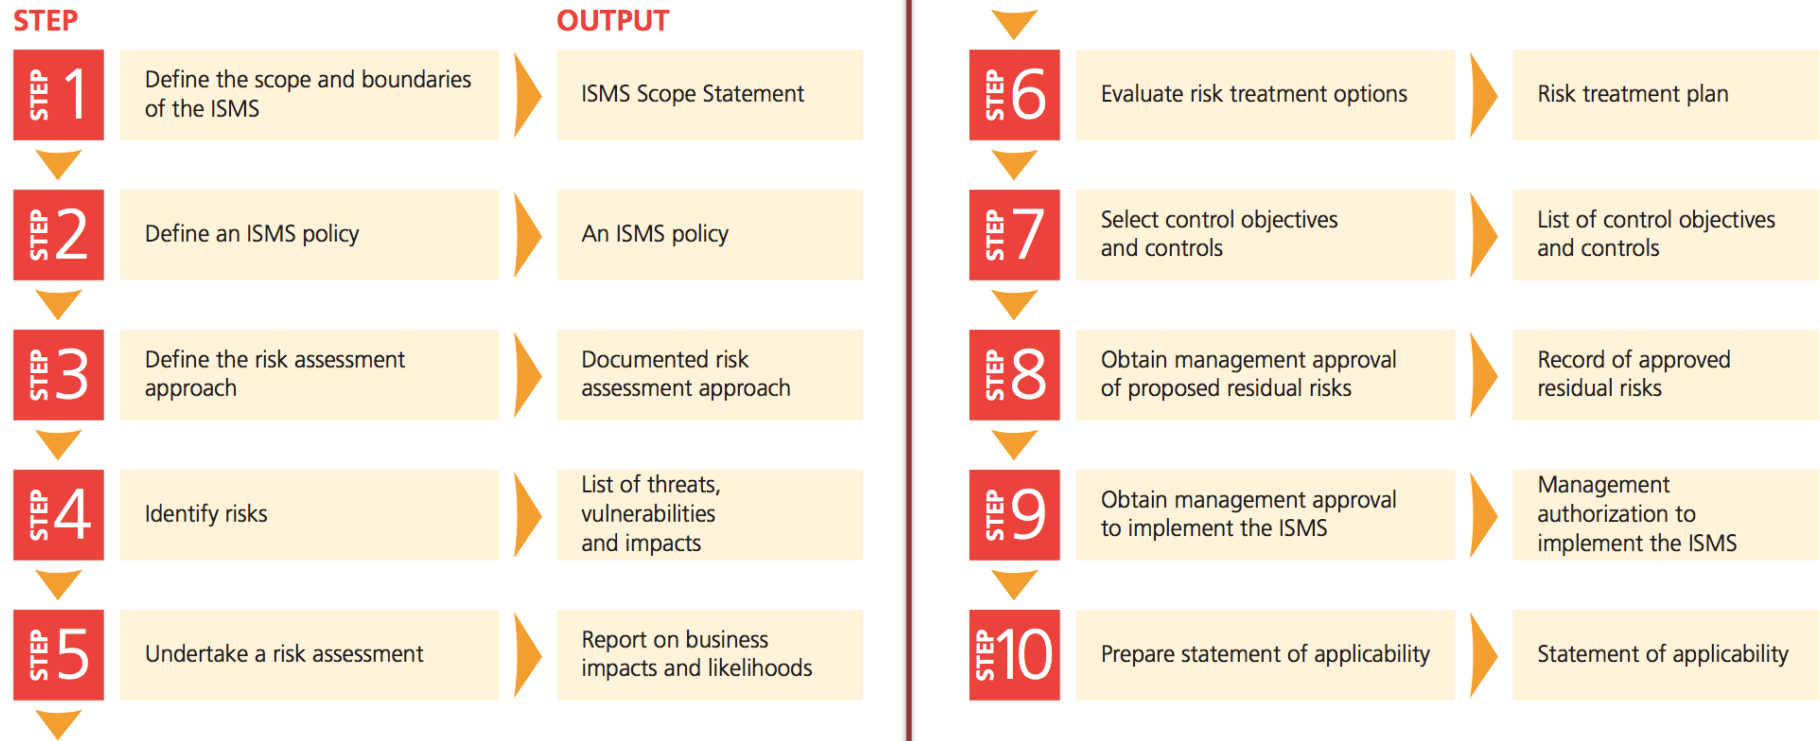 STEP
OUTPUT
STEP 1
Define the scope and boundaries
of the ISMS
ISMS Scope Statement
STEP 2
Define an ISMS policy
An ISMS policy
STEP 3
Define the risk assessment
approach
Documented risk
assessment approach
STEP 4
Identify risks
List of threats,
vulnerabilities
and impacts
STEP 5
Undertake a risk assessment
Report on business
impacts and likelihoods
STEP 6
Evaluate risk treatment options
Risk treatment plan
STEP 7
Select control objectives
and controls
List of control objectives
and controls
STEP 8
Obtain management approval
of proposed residual risks
Record of approved
residual risks
STEP 9
Obtain management approval
to implement the ISMS
Management
authorization to
implement the ISMS
STEP 10
Prepare statement of applicability
Statement of applicability